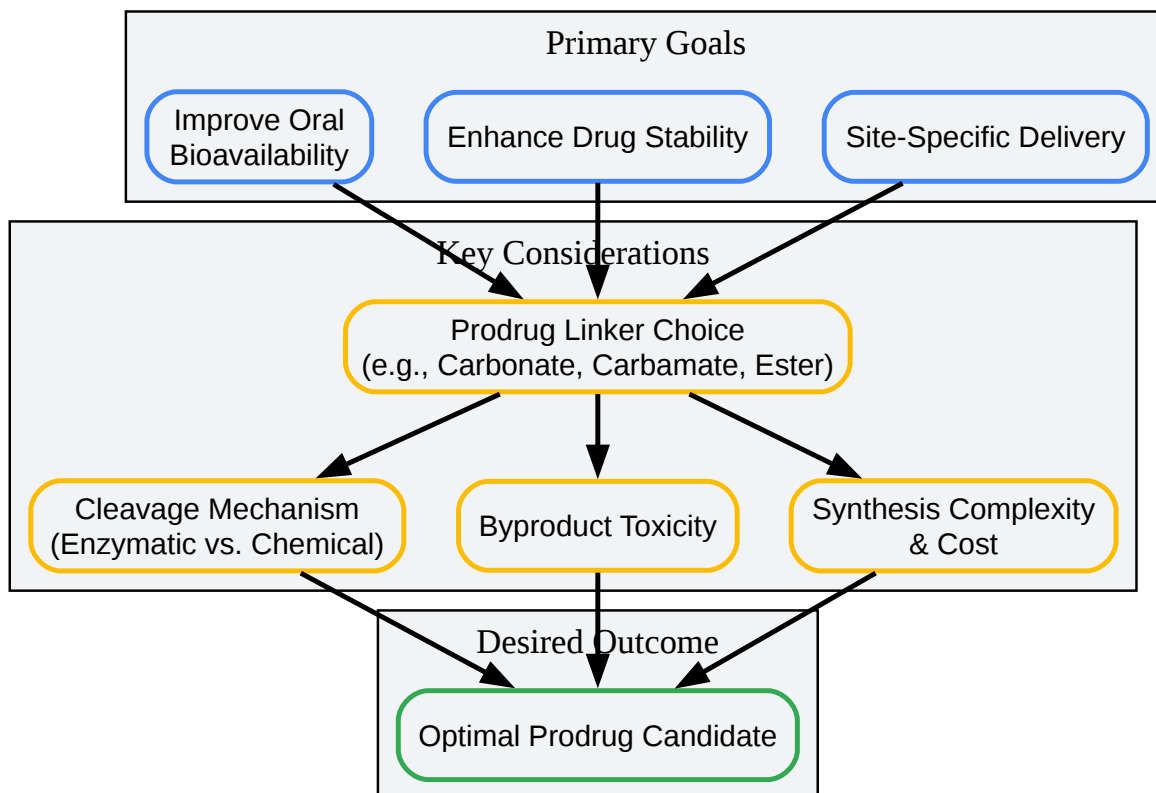 Primary Goals
Improve Oral
Bioavailability
Enhance Drug Stability
Site-Specific Delivery
Key Considerations
Prodrug Linker Choice
(e.g., Carbonate, Carbamate, Ester)
Cleavage Mechanism
(Enzymatic vs. Chemical)
Byproduct Toxicity
Synthesis Complexity
& Cost
Desired Outcome
Optimal Prodrug Candidate